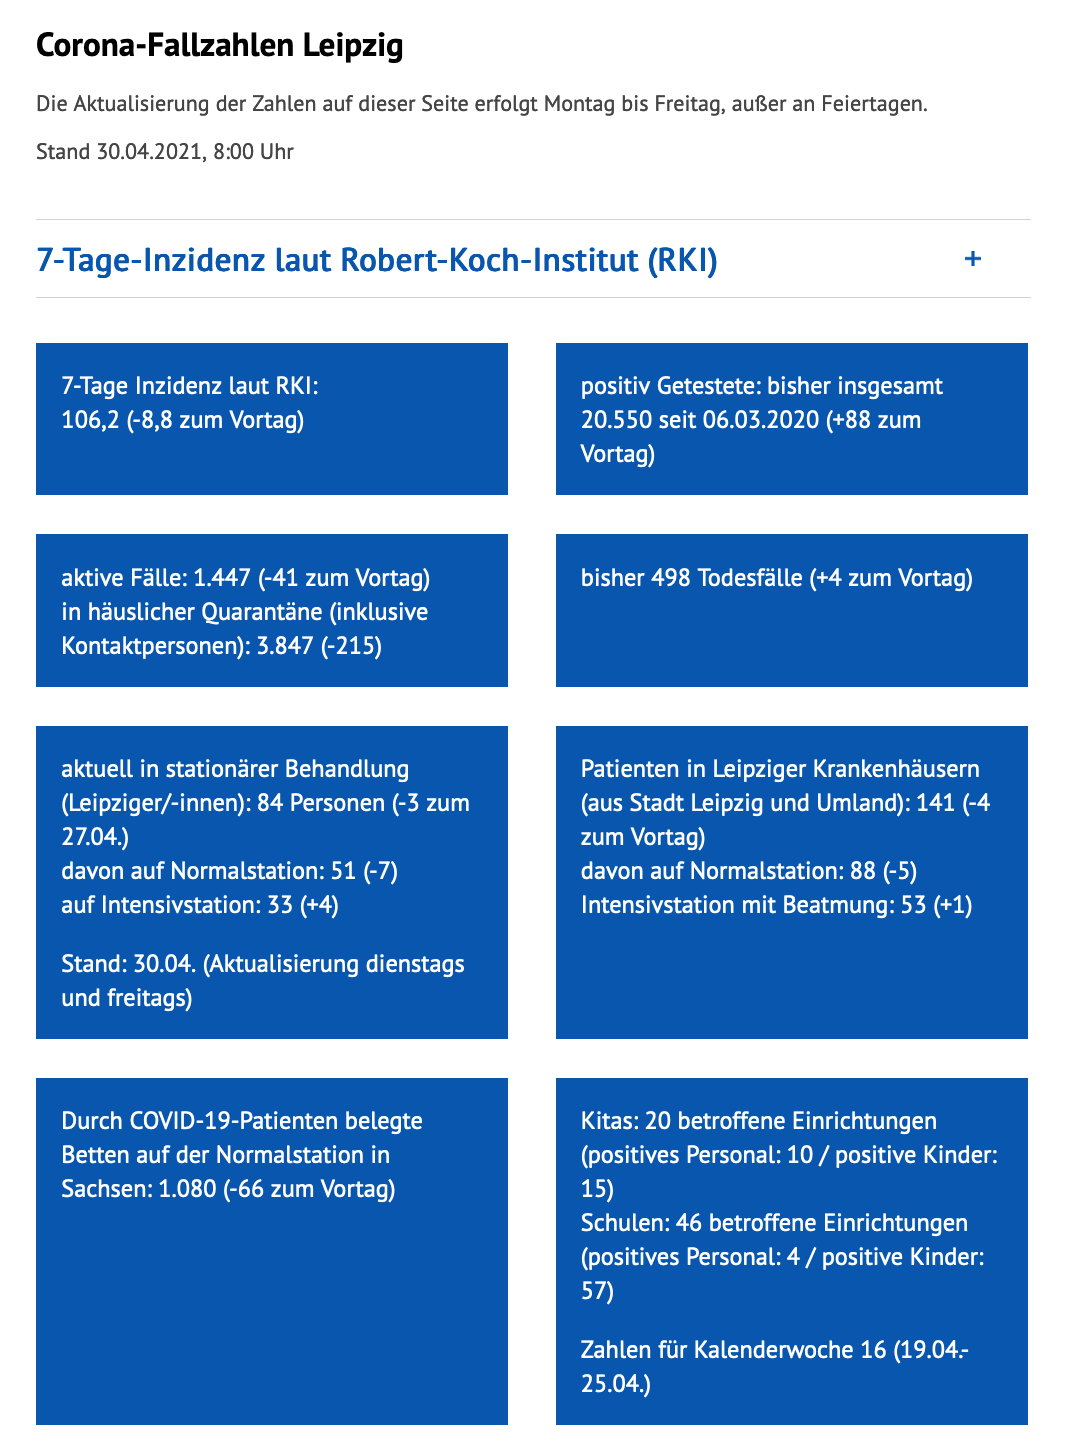 Corona-Fallzahlen Leipzig
Die Aktualisierung der Zahlen auf dieser Seite erfolgt Montag bis Freitag, außer an Feiertagen.
Stand 30.04.2021, 8:00 Uhr
7-Tage-Inzidenz laut Robert-Koch-Institut (RKI) +
7-Tage Inzidenz laut RKI:
106,2 (-8,8 zum Vortag)
positiv Getestete: bisher insgesamt
20.550 seit 06.03.2020 (+88 zum
Vortag)
aktive Fälle: 1.447 (-41 zum Vortag)
in häuslicher Quarantäne (inklusive
Kontaktpersonen): 3.847 (-215)
bisher 498 Todesfälle (+4 zum Vortag)
aktuell in stationärer Behandlung
(Leipziger/-innen): 84 Personen (-3 zum
27.04.)
davon auf Normalstation: 51 (-7)
auf Intensivstation: 33 (+4)
Stand: 30.04. (Aktualisierung dienstags
und freitags)
Patienten in Leipziger Krankenhäusern
(aus Stadt Leipzig und Umland): 141 (-4
zum Vortag)
davon auf Normalstation: 88 (-5)
Intensivstation mit Beatmung: 53 (+1)
Durch COVID-19-Patienten belegte
Betten auf der Normalstation in
Sachsen: 1.080 (-66 zum Vortag)
Kitas: 20 betroffene Einrichtungen
(positives Personal: 10 / positive Kinder:
15)
Schulen: 46 betroffene Einrichtungen
(positives Personal: 4 / positive Kinder:
57)
Zahlen für Kalenderwoche 16 (19.04.-
25.04.)